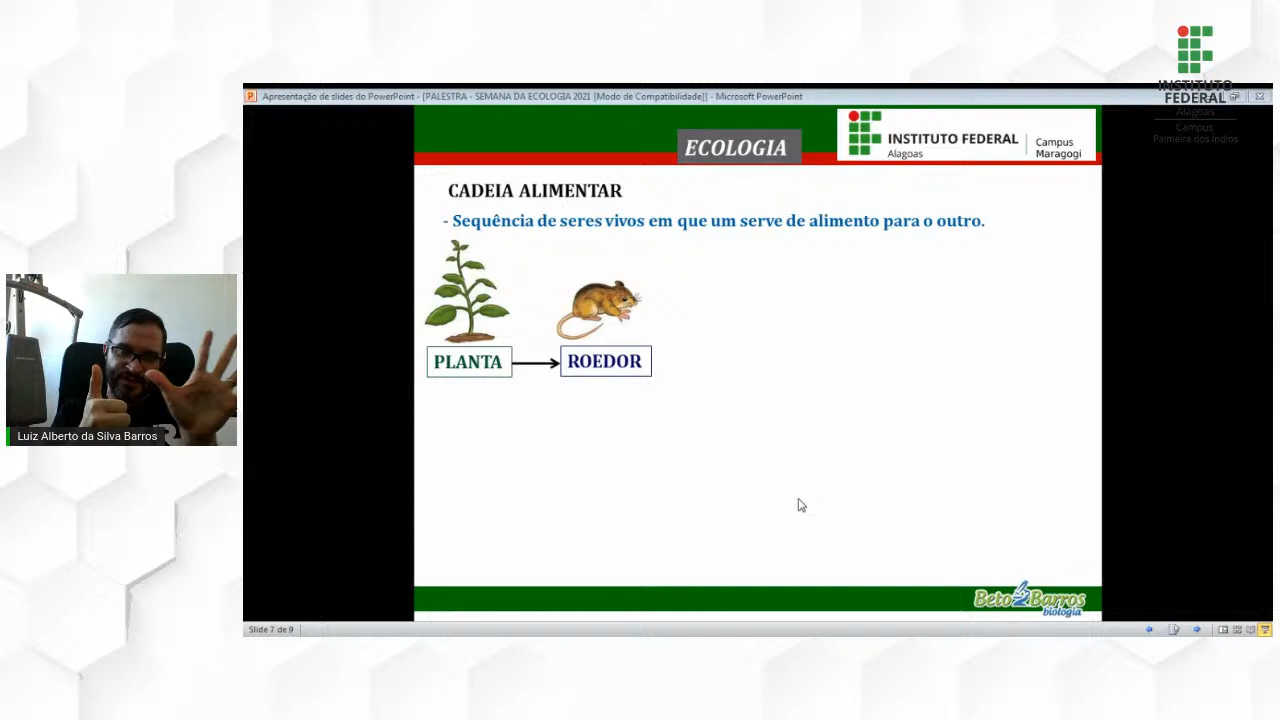 INSTITUTO
FEDERAL
Alagoas
Campus
Palmeira dos Índios
Apresentação de slides do PowerPoint - [PALESTRA - SEMANA DA ECOLOGIA 2021 [Modo de Compatibilidade]] - Microsoft PowerPoint
ECOLOGIA
INSTITUTO FEDERAL
Alagoas
Campus
Maragogi
CADEIA ALIMENTAR
- Sequência de seres vivos em que um serve de alimento para o outro.
PLANTA
ROEDOR
Luiz Alberto da Silva Barros
Beto Barros
biologia
Slide 7 de 9